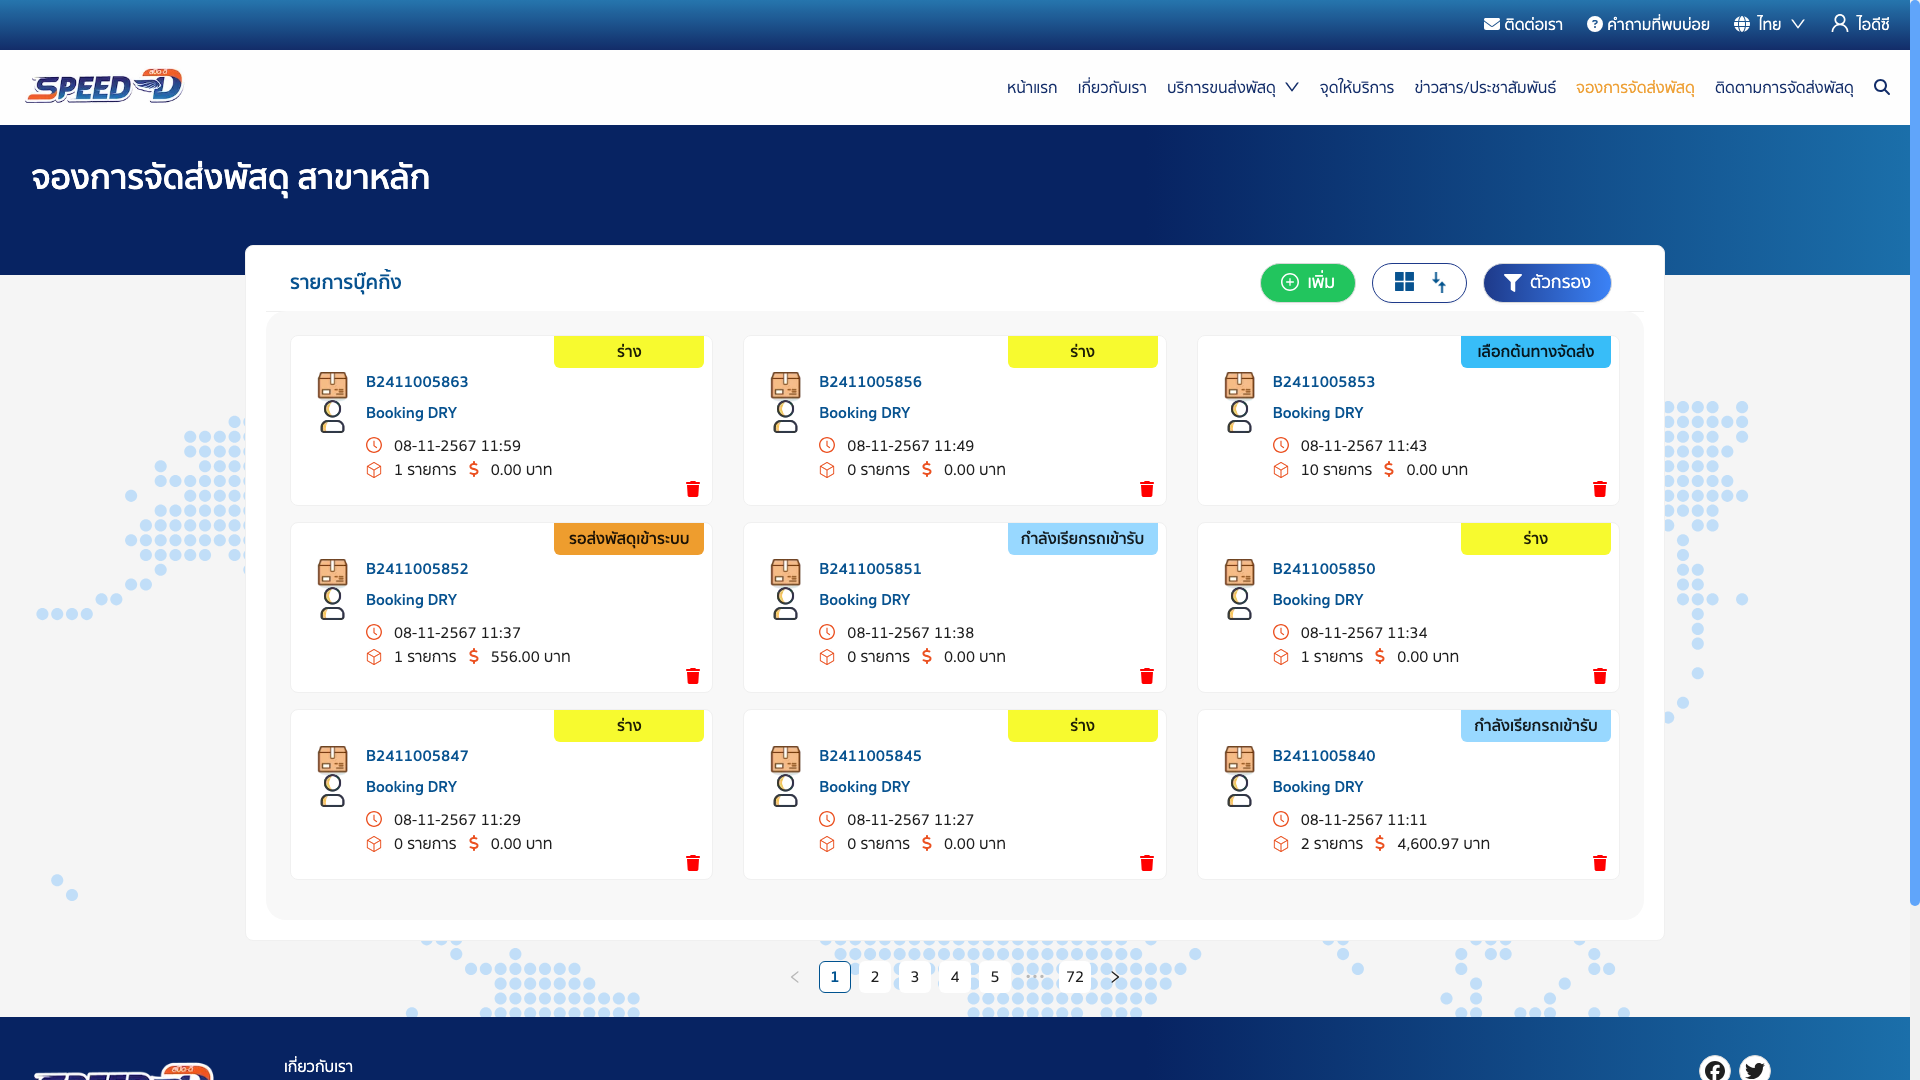 ติดต่อเรา คำถามที่พบบ่อย ไทย ไอดีซี
SPEED-D สปีด-ดี
หน้าแรก เกี่ยวกับเรา บริการขนส่งพัสดุ จุดให้บริการ ข่าวสาร/ประชาสัมพันธ์ จองการจัดส่งพัสดุ ติดตามการจัดส่งพัสดุ
จองการจัดส่งพัสดุ สาขาหลัก
รายการบุ๊คกิ้ง เพิ่ม ตัวกรอง
ร่าง
B2411005863
Booking DRY
08-11-2567 11:59
1 รายการ $ 0.00 บาท
ร่าง
B2411005856
Booking DRY
08-11-2567 11:49
0 รายการ $ 0.00 บาท
เลือกต้นทางจัดส่ง
B2411005853
Booking DRY
08-11-2567 11:43
10 รายการ $ 0.00 บาท
รอส่งพัสดุเข้าระบบ
B2411005852
Booking DRY
08-11-2567 11:37
1 รายการ $ 556.00 บาท
กำลังเรียกรถเข้ารับ
B2411005851
Booking DRY
08-11-2567 11:38
0 รายการ $ 0.00 บาท
ร่าง
B2411005850
Booking DRY
08-11-2567 11:34
1 รายการ $ 0.00 บาท
ร่าง
B2411005847
Booking DRY
08-11-2567 11:29
0 รายการ $ 0.00 บาท
ร่าง
B2411005845
Booking DRY
08-11-2567 11:27
0 รายการ $ 0.00 บาท
กำลังเรียกรถเข้ารับ
B2411005840
Booking DRY
08-11-2567 11:11
2 รายการ $ 4,600.97 บาท
< 1 2 3 4 5 ••• 72 >
สปีด-ดี
เกี่ยวกับเรา